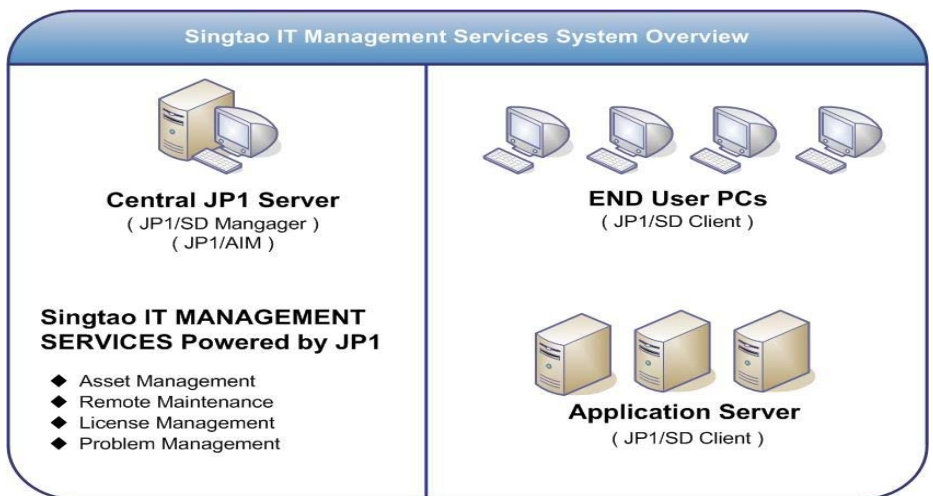 Singtao IT Management Services System Overview
Central JP1 Server
( JP1/SD Mangager )
( JP1/AIM )
Singtao IT MANAGEMENT
SERVICES Powered by JP1
◆ Asset Management
◆ Remote Maintenance
◆ License Management
◆ Problem Management
END User PCs
( JP1/SD Client )
Application Server
( JP1/SD Client )